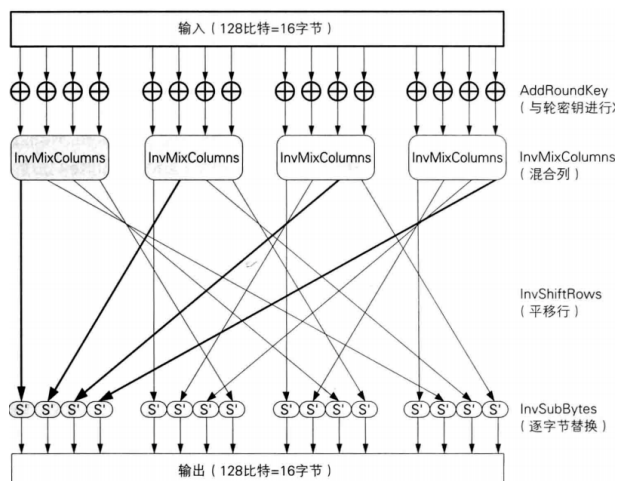 输入（128比特=16字节）
AddRoundKey
（与轮密钥进行
InvMixColumns InvMixColumns InvMixColumns InvMixColumns
InvMixColumns
（混合列）
InvShiftRows
（平移行）
S' S' S' S' S' S' S' S' S' S' S' S' S' S' S' S'
InvSubBytes
（逐字节替换）
输出（128比特=16字节）